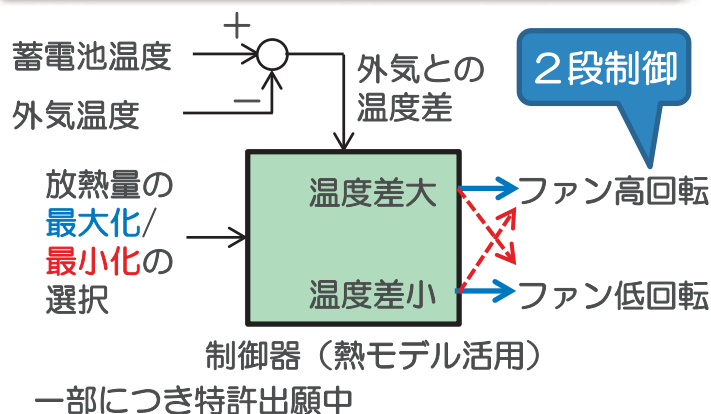 蓄電池温度
+
外気温度
−
外気との
温度差
2段制御
放熱量の
最大化/
最小化の
選択
温度差大
ファン高回転
温度差小
ファン低回転
制御器（熱モデル活用）
一部につき特許出願中